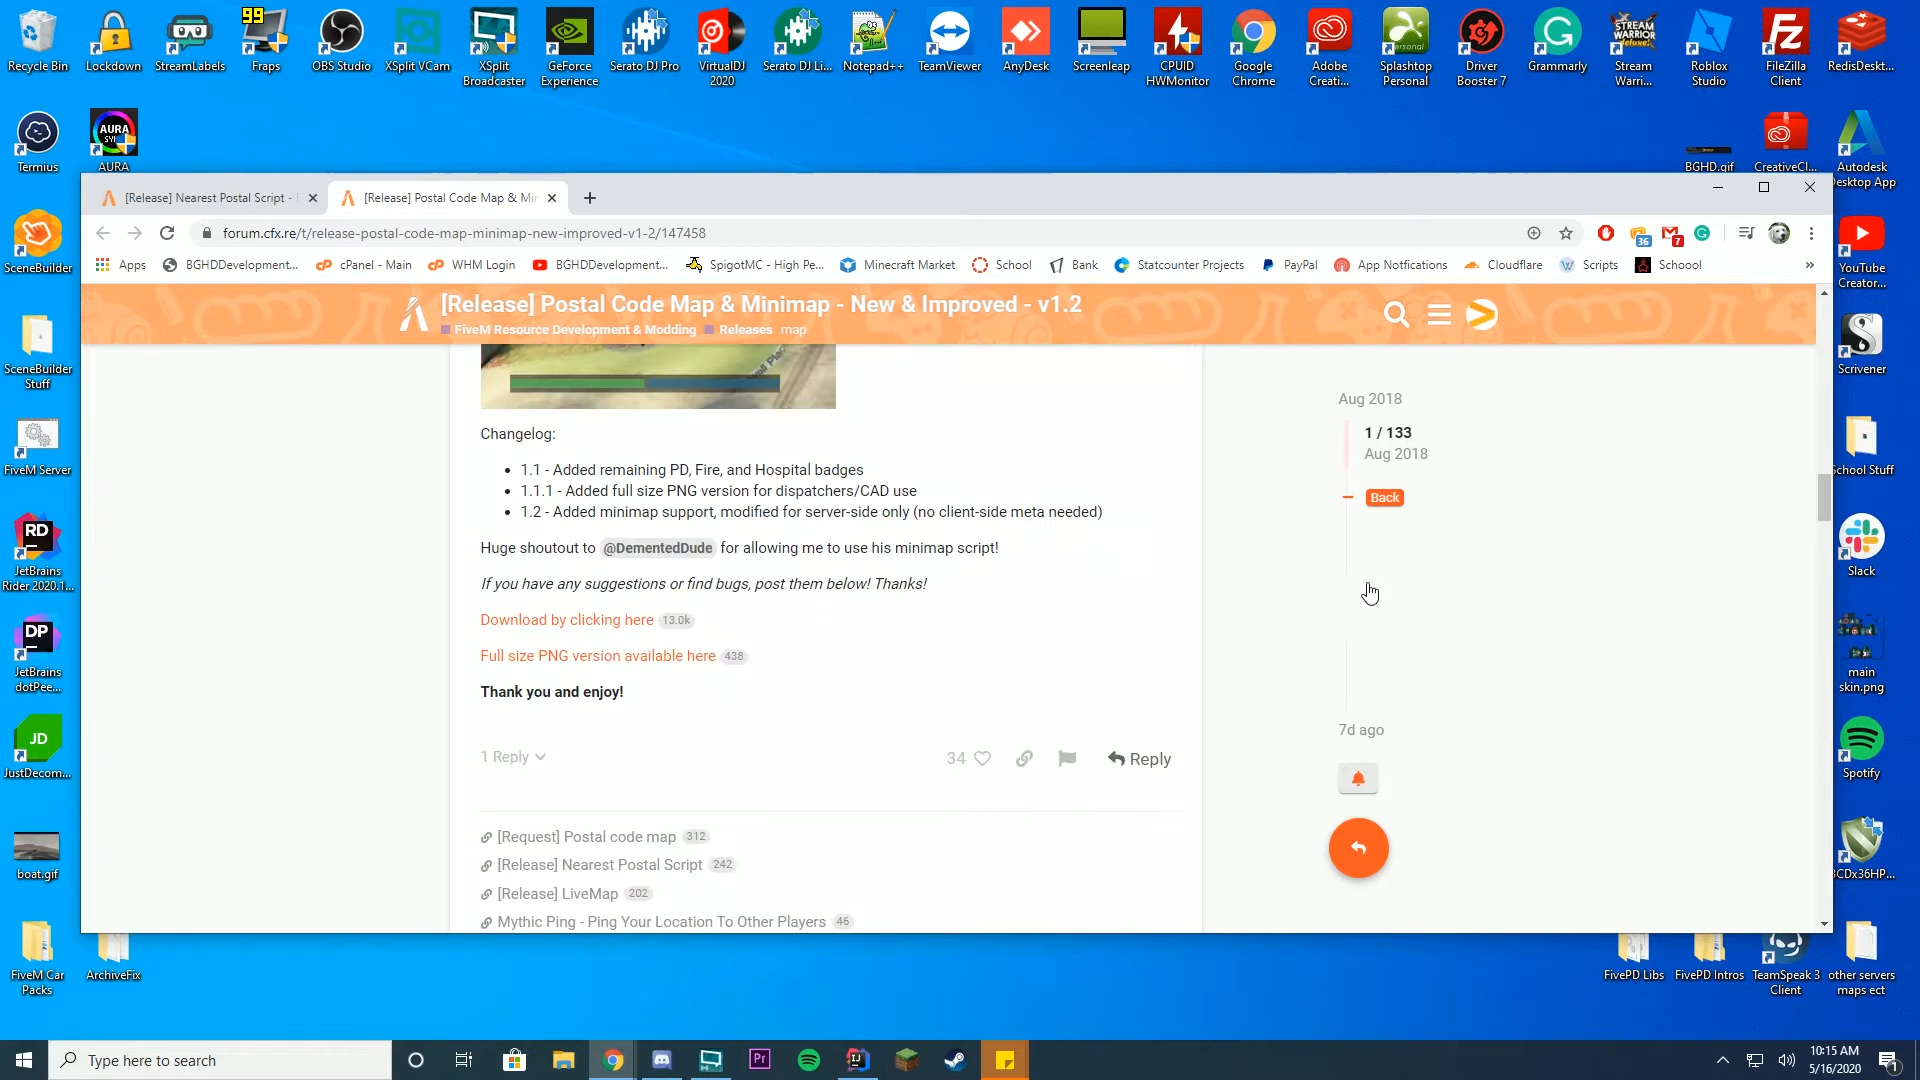 99
Recycle Bin
Lockdown
StreamLabels
Fraps
OBS Studio
XSplit VCam
XSplit
Broadcaster
GeForce
Experience
Serato DJ Pro
VirtualDJ
2020
Serato DJ Li...
Notepad++
TeamViewer
AnyDesk
Screenleap
CPUID
HWMonitor
Google
Chrome
Adobe
Creati...
Splashtop
Personal
Driver
Booster 7
Grammarly
Stream
Warri...
Roblox
Studio
FileZilla
Client
RedisDeskt...
Termius
AURA
BGHD.gif
CreativeCl...
Autodesk
Desktop App
[Release] Nearest Postal Script -
[Release] Postal Code Map & Mi
forum.cfx.re/t/release-postal-code-map-minimap-new-improved-v1-2/147458
36
7
Apps
BGHDDevelopment...
cPanel - Main
WHM Login
BGHDDevelopment...
SpigotMC - High Pe...
Minecraft Market
School
Bank
Statcounter Projects
PayPal
App Notfications
Cloudflare
Scripts
Schoool
»
[Release] Postal Code Map & Minimap - New & Improved - v1.2
FiveM Resource Development & Modding
Releases
map
Changelog:
• 1.1 - Added remaining PD, Fire, and Hospital badges
• 1.1.1 - Added full size PNG version for dispatchers/CAD use
• 1.2 - Added minimap support, modified for server-side only (no client-side meta needed)
Huge shoutout to @DementedDude for allowing me to use his minimap script!
If you have any suggestions or find bugs, post them below! Thanks!
Download by clicking here 13.0k
Full size PNG version available here 438
Thank you and enjoy!
1 Reply
34
Reply
[Request] Postal code map 312
[Release] Nearest Postal Script 242
[Release] LiveMap 202
Mythic Ping - Ping Your Location To Other Players 46
Aug 2018
1 / 133
Aug 2018
Back
7d ago
SceneBuilder
SceneBuilder
Stuff
FiveM Server
RD
JetBrains
Rider 2020.1...
DP
JetBrains
dotPee...
JD
JustDecom...
boat.gif
FiveM Car
Packs
ArchiveFix
YouTube
Creator...
Scrivener
School Stuff
Slack
main
skin.png
Spotify
3CDx36HP...
FivePD Libs
FivePD Intros
TeamSpeak 3
Client
other servers
maps ect
Type here to search
Pr
IJ
10:15 AM
5/16/2020
1